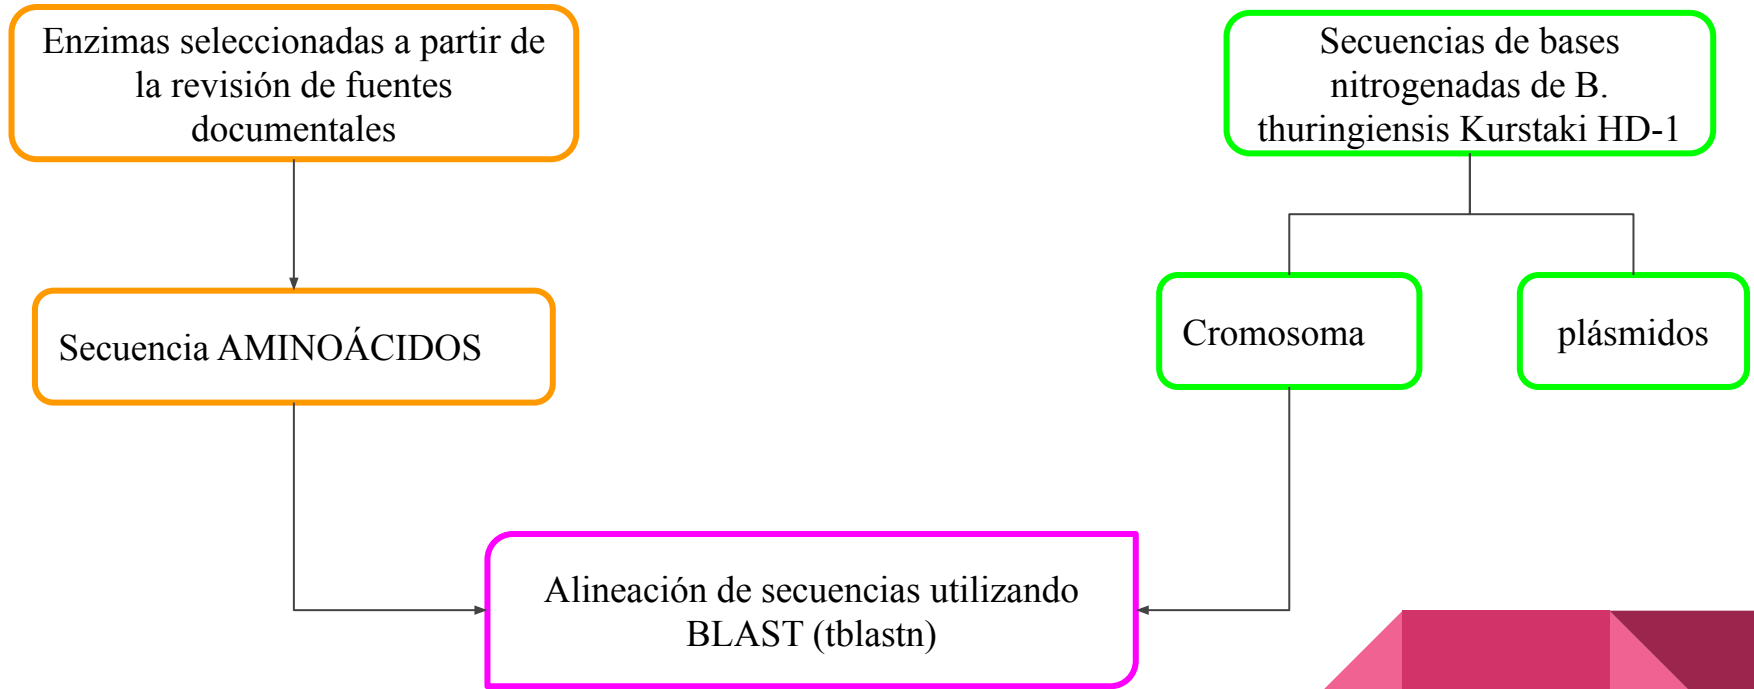 Enzimas seleccionadas a partir de
la revisión de fuentes
documentales
Secuencias de bases
nitrogenadas de B.
thuringiensis Kurstaki HD-1
Secuencia AMINOÁCIDOS
Cromosoma
plásmidos
Alineación de secuencias utilizando
BLAST (tblastn)